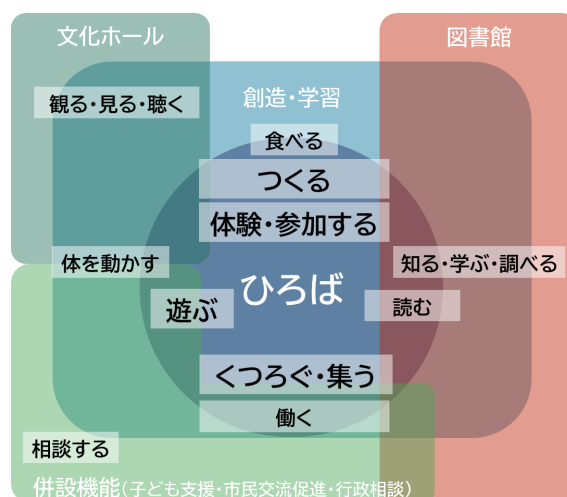 文化ホール
図書館
創造・学習
観る・見る・聴く
食べる
つくる
体験・参加する
体を動かす
知る・学ぶ・調べる
ひろば
遊ぶ
読む
くつろぐ・集う
働く
相談する
併設機能(子ども支援・市民交流促進・行政相談)